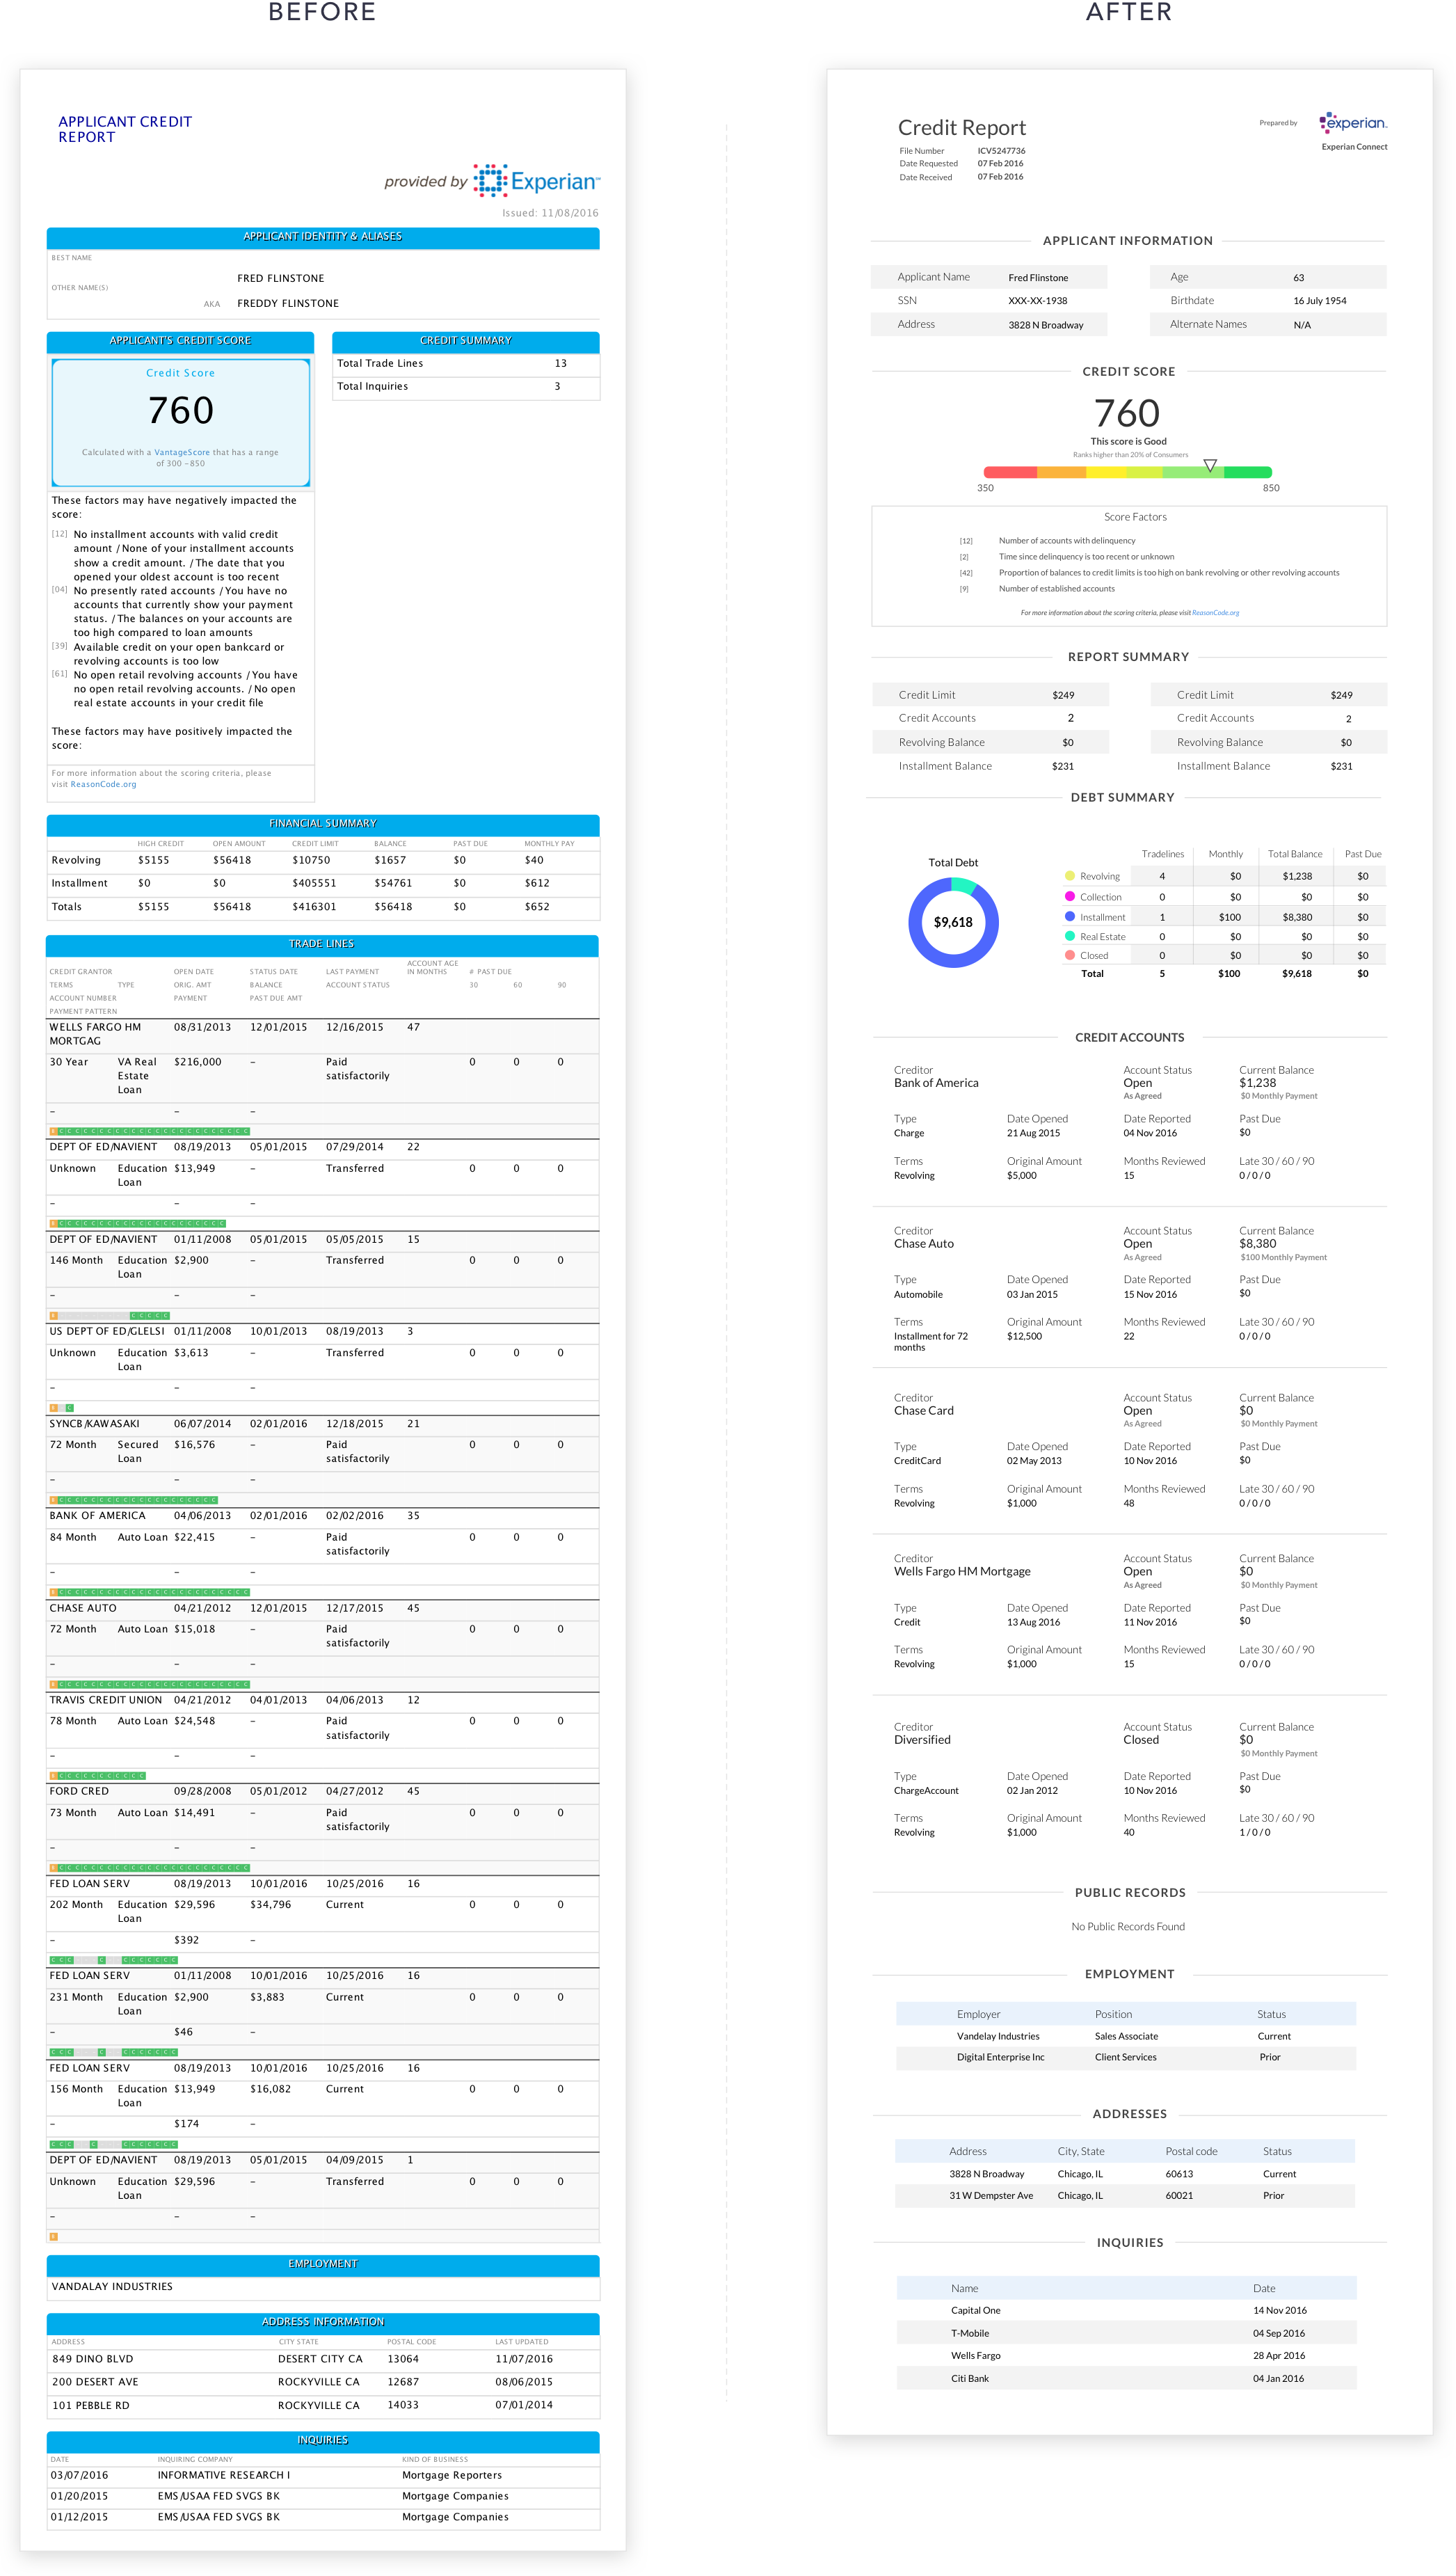 BEFORE
APPLICANT CREDIT
REPORT
provided by Experian
Issued: 11/08/2016
APPLICANT IDENTITY & ALIASES
BEST NAME
FRED FLINSTONE
OTHER NAME(S)
AKA FREDDY FLINSTONE
APPLICANT'S CREDIT SCORE
Credit Score
760
Calculated with a VantageScore that has a range
of 300 -850
These factors may have negatively impacted the
score:
[12] No installment accounts with valid credit
amount /None of your installment accounts
show a credit amount. /The date that you
opened your oldest account is too recent
[04] No presently rated accounts /You have no
accounts that currently show your payment
status. /The balances on your accounts are
too high compared to loan amounts
[39] Available credit on your open bankcard or
revolving accounts is too low
[61] No open retail revolving accounts /You have
no open retail revolving accounts. /No open
real estate accounts in your credit file
These factors may have positively impacted the
score:
For more information about the scoring criteria, please
visit ReasonCode.org
CREDIT SUMMARY
Total Trade Lines 13
Total Inquiries 3
FINANCIAL SUMMARY
HIGH CREDIT OPEN AMOUNT CREDIT LIMIT BALANCE PAST DUE MONTHLY PAY
Revolving $5155 $56418 $10750 $1657 $0 $40
Installment $0 $0 $405551 $54761 $0 $612
Totals $5155 $56418 $416301 $56418 $0 $652
TRADE LINES
CREDIT GRANTOR OPEN DATE STATUS DATE LAST PAYMENT ACCOUNT AGE IN MONTHS # PAST DUE
TERMS TYPE ORIG. AMT BALANCE ACCOUNT STATUS 30 60 90
ACCOUNT NUMBER PAYMENT PAST DUE AMT
PAYMENT PATTERN
WELLS FARGO HM MORTGAG 08/31/2013 12/01/2015 12/16/2015 47
30 Year VA Real Estate Loan $216,000 – Paid satisfactorily 0 0 0
– – –
DEPT OF ED/NAVIENT 08/19/2013 05/01/2015 07/29/2014 22
Unknown Education Loan $13,949 – Transferred 0 0 0
– – –
DEPT OF ED/NAVIENT 01/11/2008 05/01/2015 05/05/2015 15
146 Month Education Loan $2,900 – Transferred 0 0 0
– – –
US DEPT OF ED/GLELSI 01/11/2008 10/01/2013 08/19/2013 3
Unknown Education Loan $3,613 – Transferred 0 0 0
– – –
SYNCB/KAWASAKI 06/07/2014 02/01/2016 12/18/2015 21
72 Month Secured Loan $16,576 – Paid satisfactorily 0 0 0
– – –
BANK OF AMERICA 04/06/2013 02/01/2016 02/02/2016 35
84 Month Auto Loan $22,415 – Paid satisfactorily 0 0 0
– – –
CHASE AUTO 04/21/2012 12/01/2015 12/17/2015 45
72 Month Auto Loan $15,018 – Paid satisfactorily 0 0 0
– – –
TRAVIS CREDIT UNION 04/21/2012 04/01/2013 04/06/2013 12
78 Month Auto Loan $24,548 – Paid satisfactorily 0 0 0
– – –
FORD CRED 09/28/2008 05/01/2012 04/27/2012 45
73 Month Auto Loan $14,491 – Paid satisfactorily 0 0 0
– – –
FED LOAN SERV 08/19/2013 10/01/2016 10/25/2016 16
202 Month Education Loan $29,596 $34,796 Current 0 0 0
– $392 –
FED LOAN SERV 01/11/2008 10/01/2016 10/25/2016 16
231 Month Education Loan $2,900 $3,883 Current 0 0 0
– $46 –
FED LOAN SERV 08/19/2013 10/01/2016 10/25/2016 16
156 Month Education Loan $13,949 $16,082 Current 0 0 0
– $174 –
DEPT OF ED/NAVIENT 08/19/2013 05/01/2015 04/09/2015 1
Unknown Education Loan $29,596 – Transferred 0 0 0
– – –
EMPLOYMENT
VANDALAY INDUSTRIES
ADDRESS INFORMATION
ADDRESS CITY STATE POSTAL CODE LAST UPDATED
849 DINO BLVD DESERT CITY CA 13064 11/07/2016
200 DESERT AVE ROCKYVILLE CA 12687 08/06/2015
101 PEBBLE RD ROCKYVILLE CA 14033 07/01/2014
INQUIRIES
DATE INQUIRING COMPANY KIND OF BUSINESS
03/07/2016 INFORMATIVE RESEARCH I Mortgage Reporters
01/20/2015 EMS/USAA FED SVGS BK Mortgage Companies
01/12/2015 EMS/USAA FED SVGS BK Mortgage Companies
AFTER
Credit Report
File Number ICV5247736
Date Requested 07 Feb 2016
Date Received 07 Feb 2016
Prepared by experian.
Experian Connect
APPLICANT INFORMATION
Applicant Name Fred Flinstone Age 63
SSN XXX-XX-1938 Birthdate 16 July 1954
Address 3828 N Broadway Alternate Names N/A
CREDIT SCORE
760
This score is Good
Ranks higher than 20% of Consumers
350 850
Score Factors
[12] Number of accounts with delinquency
[2] Time since delinquency is too recent or unknown
[42] Proportion of balances to credit limits is too high on bank revolving or other revolving accounts
[9] Number of established accounts
For more information about the scoring criteria, please visit ReasonCode.org
REPORT SUMMARY
Credit Limit $249 Credit Limit $249
Credit Accounts 2 Credit Accounts 2
Revolving Balance $0 Revolving Balance $0
Installment Balance $231 Installment Balance $231
DEBT SUMMARY
Total Debt
$9,618
Tradelines Monthly Total Balance Past Due
Revolving 4 $0 $1,238 $0
Collection 0 $0 $0 $0
Installment 1 $100 $8,380 $0
Real Estate 0 $0 $0 $0
Closed 0 $0 $0 $0
Total 5 $100 $9,618 $0
CREDIT ACCOUNTS
Creditor Account Status Current Balance
Bank of America Open $1,238
As Agreed $0 Monthly Payment
Type Date Opened Date Reported Past Due
Charge 21 Aug 2015 04 Nov 2016 $0
Terms Original Amount Months Reviewed Late 30 / 60 / 90
Revolving $5,000 15 0 / 0 / 0
Creditor Account Status Current Balance
Chase Auto Open $8,380
As Agreed $100 Monthly Payment
Type Date Opened Date Reported Past Due
Automobile 03 Jan 2015 15 Nov 2016 $0
Terms Original Amount Months Reviewed Late 30 / 60 / 90
Installment for 72 months $12,500 22 0 / 0 / 0
Creditor Account Status Current Balance
Chase Card Open $0
As Agreed $0 Monthly Payment
Type Date Opened Date Reported Past Due
CreditCard 02 May 2013 10 Nov 2016 $0
Terms Original Amount Months Reviewed Late 30 / 60 / 90
Revolving $1,000 48 0 / 0 / 0
Creditor Account Status Current Balance
Wells Fargo HM Mortgage Open $0
As Agreed $0 Monthly Payment
Type Date Opened Date Reported Past Due
Credit 13 Aug 2016 11 Nov 2016 $0
Terms Original Amount Months Reviewed Late 30 / 60 / 90
Revolving $1,000 15 0 / 0 / 0
Creditor Account Status Current Balance
Diversified Closed $0
$0 Monthly Payment
Type Date Opened Date Reported Past Due
ChargeAccount 02 Jan 2012 10 Nov 2016 $0
Terms Original Amount Months Reviewed Late 30 / 60 / 90
Revolving $1,000 40 1 / 0 / 0
PUBLIC RECORDS
No Public Records Found
EMPLOYMENT
Employer Position Status
Vandelay Industries Sales Associate Current
Digital Enterprise Inc Client Services Prior
ADDRESSES
Address City, State Postal code Status
3828 N Broadway Chicago, IL 60613 Current
31 W Dempster Ave Chicago, IL 60021 Prior
INQUIRIES
Name Date
Capital One 14 Nov 2016
T-Mobile 04 Sep 2016
Wells Fargo 28 Apr 2016
Citi Bank 04 Jan 2016